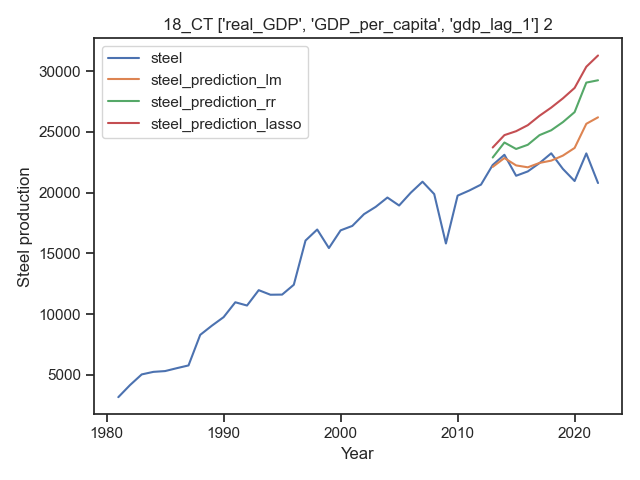 18_CT ['real_GDP', 'GDP_per_capita', 'gdp_lag_1'] 2
steel
steel_prediction_lm
steel_prediction_rr
steel_prediction_lasso
30000
25000
20000
15000
10000
5000
Steel production
1980
1990
2000
2010
2020
Year